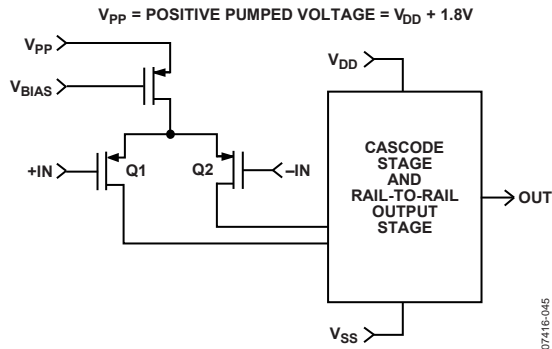 VPP = POSITIVE PUMPED VOLTAGE = VDD + 1.8V
VPP
VDD
VBIAS
+IN
Q1
Q2
–IN
CASCODE
STAGE
AND
RAIL-TO-RAIL
OUTPUT
STAGE
OUT
VSS
07416-045